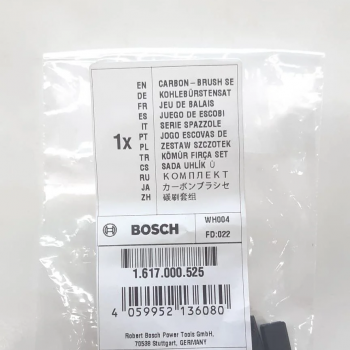 EN CARBON-BRUSH SE
DE KOHLEBÜRSTENSAT
FR JEU DE BALAIS
ES JUEGO DE ESCOBI
IT SERIE SPAZZOLE
1x PT JOGO ESCOVAS DE
PL ZESTAW SZCZOTEK
TR KÖMÜR FIRÇA SET
CS SADA UHLÍK Ů
RU КОМПЛЕКТ
JA カーボンブラシセ
ZH 碳刷套组
BOSCH WH004
FD:022
1.617.000.525
4 059952 136080
Robert Bosch Power Tools GmbH,
70538 Stuttgart, GERMANY